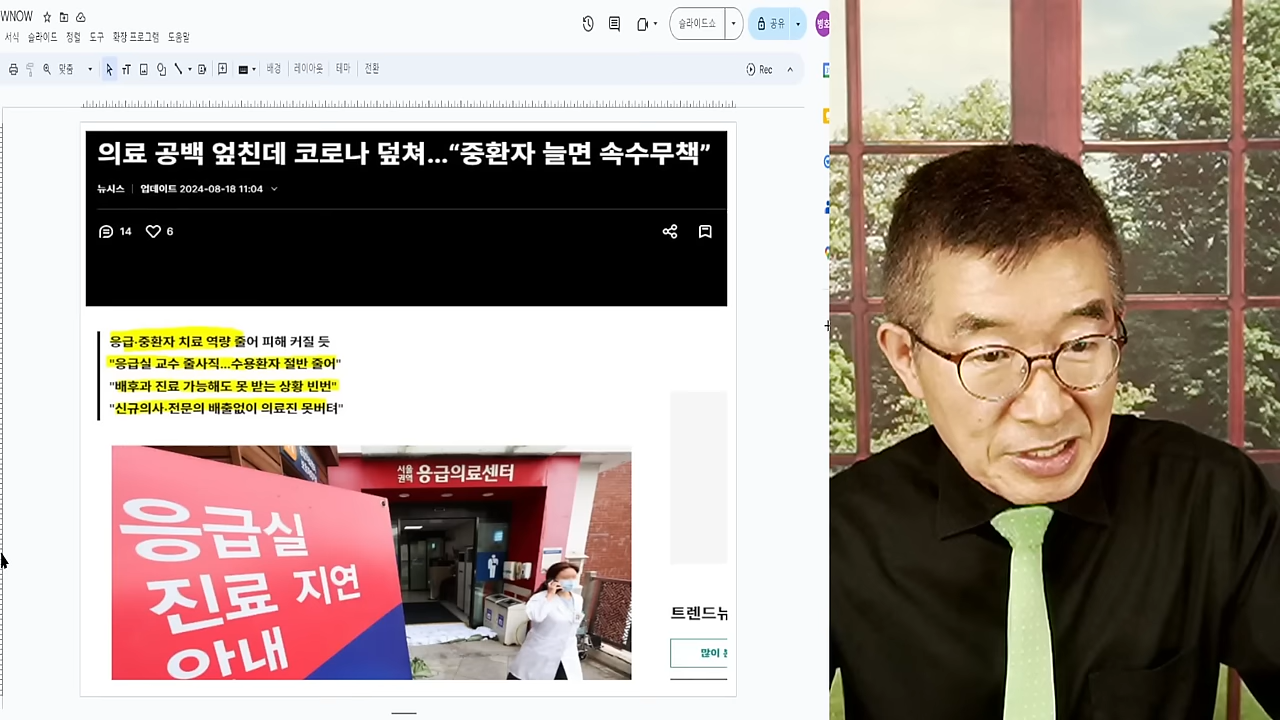 WNOW
서식 슬라이드 정렬 도구 확장 프로그램 도움말
슬라이드쇼
공유
병호
맞춤
배경
레이아웃
테마
전환
Rec
의료 공백 엎친데 코로나 덮쳐…“중환자 늘면 속수무책”
뉴시스 업데이트 2024-08-18 11:04
14 6
응급·중환자 치료 역량 줄어 피해 커질 듯
"응급실 교수 줄사직…수용환자 절반 줄어"
"배후과 진료 가능해도 못 받는 상황 빈번"
"신규의사·전문의 배출없이 의료진 못버텨"
서울
권역 응급의료센터
응급실
진료 지연
안내
트렌드뉴
많이 본